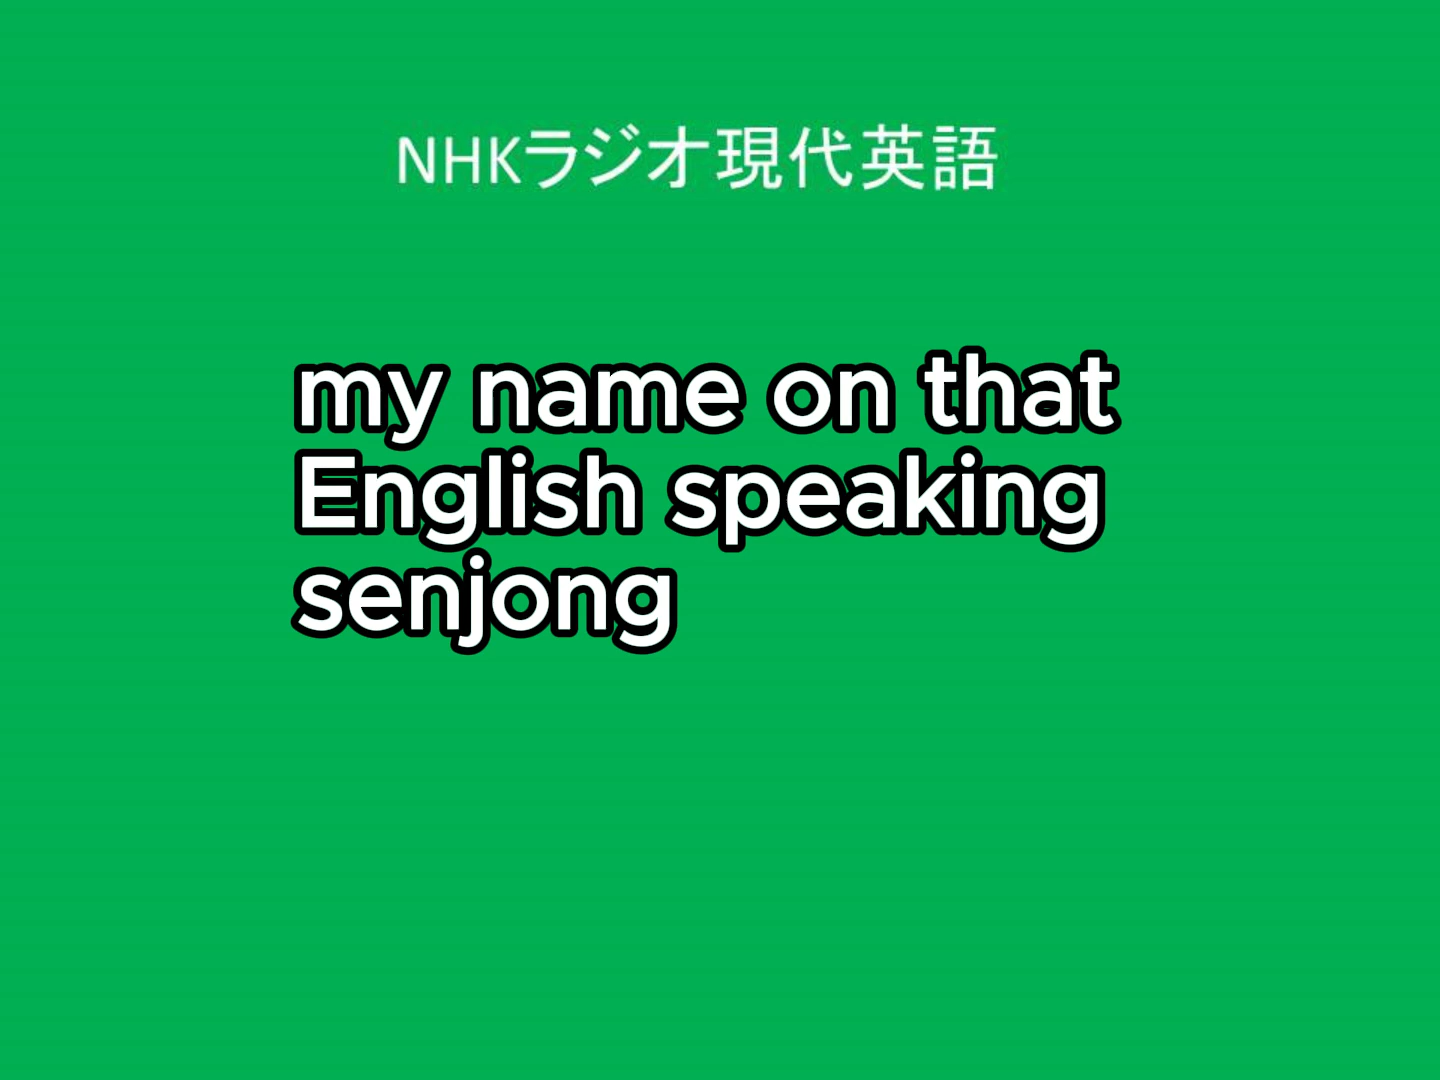 NHKラジオ現代英語
my name on that
English speaking
senjong